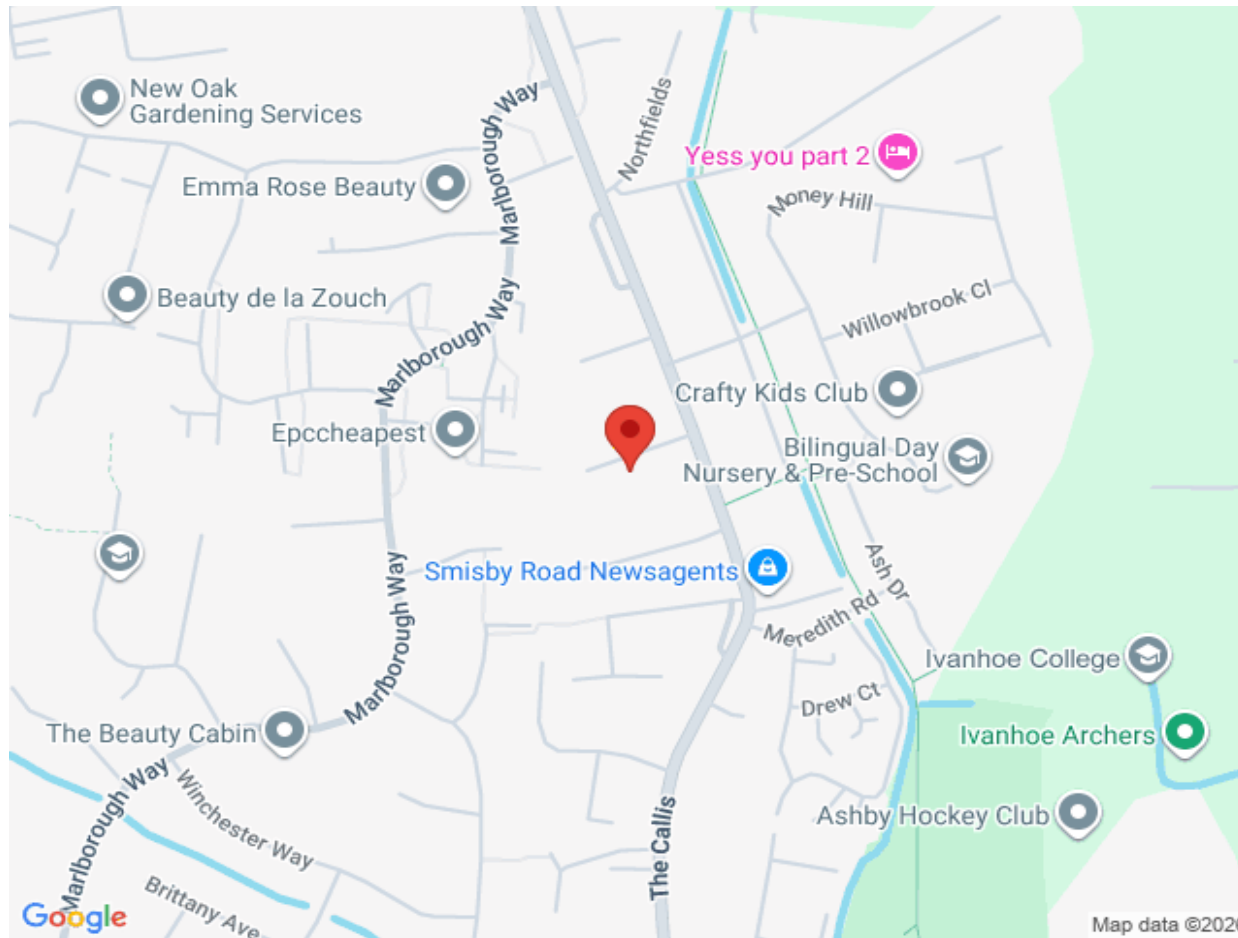 New Oak
Gardening Services
Marlborough Way
Northfields
Yess you part 2
Emma Rose Beauty
Marlborough Way
Money Hill
Beauty de la Zouch
Willowbrook Cl
Marlborough Way
Crafty Kids Club
Epccheapest
Bilingual Day
Nursery & Pre-School
Smisby Road Newsagents
Ash Dr
Marlborough Way
Meredith Rd
Ivanhoe College
Drew Ct
The Beauty Cabin
Ivanhoe Archers
Marlborough Way
Winchester Way
The Callis
Ashby Hockey Club
Brittany Ave
Google
Map data ©202